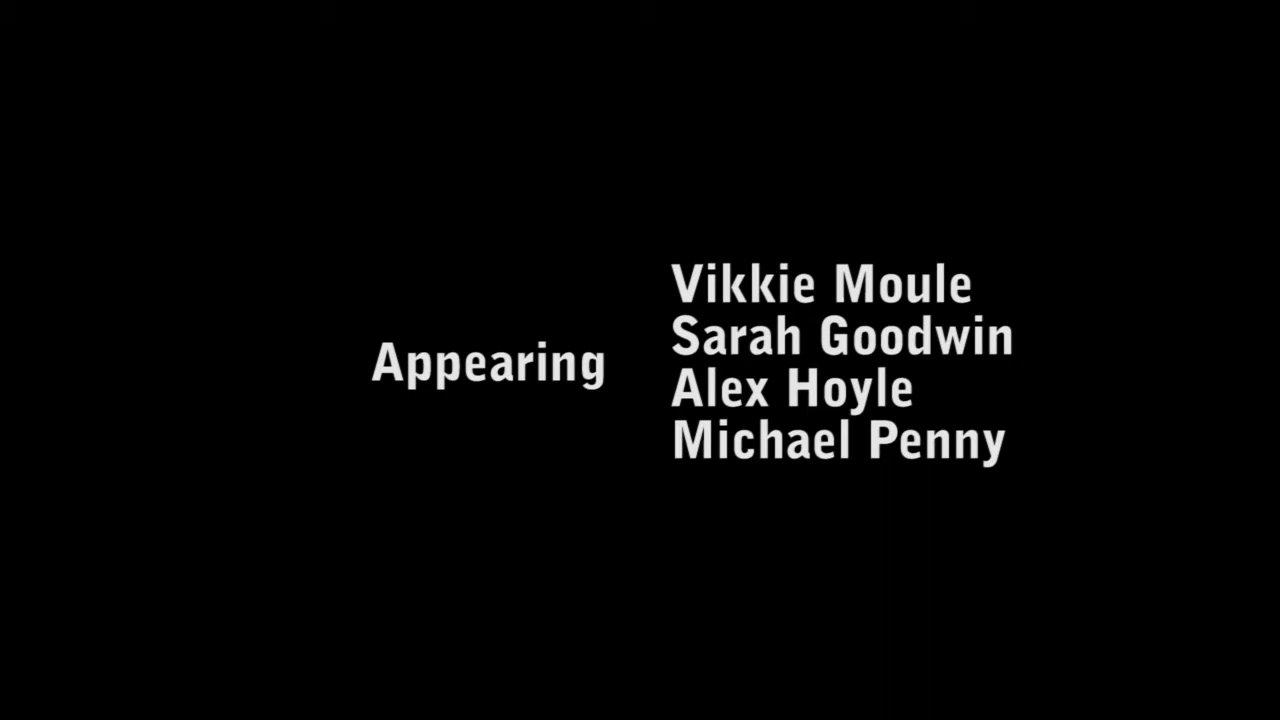 Appearing
Vikkie Moule
Sarah Goodwin
Alex Hoyle
Michael Penny